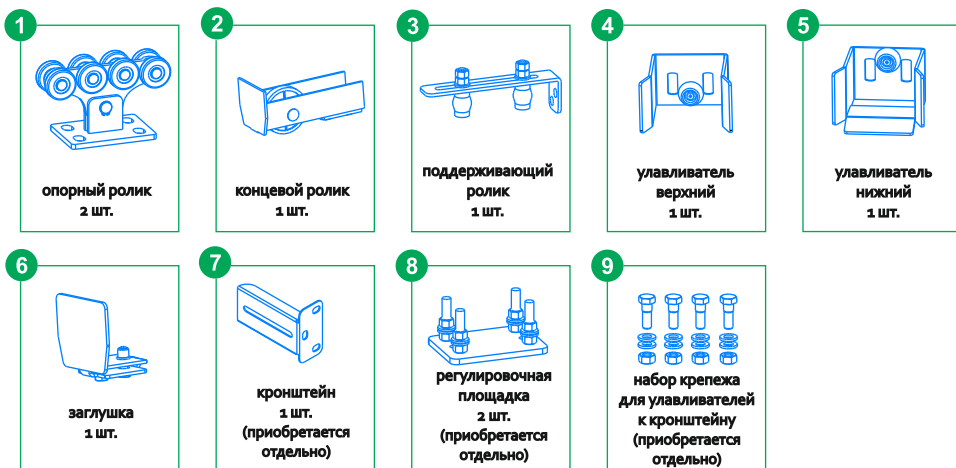 1
опорный ролик
2 шт.
2
концевой ролик
1 шт.
3
поддерживающий
ролик
1 шт.
4
улавливатель
верхний
1 шт.
5
улавливатель
нижний
1 шт.
6
заглушка
1 шт.
7
кронштейн
1 шт.
(приобретается
отдельно)
8
регулировочная
площадка
2 шт.
(приобретается
отдельно)
9
набор крепежа
для улавливателей
к кронштейну
(приобретается
отдельно)